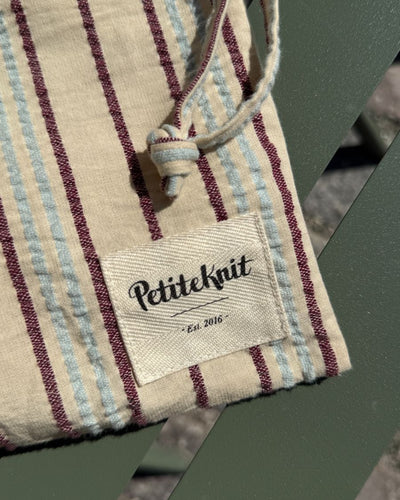 PetiteKnit
- Est. 2016 -